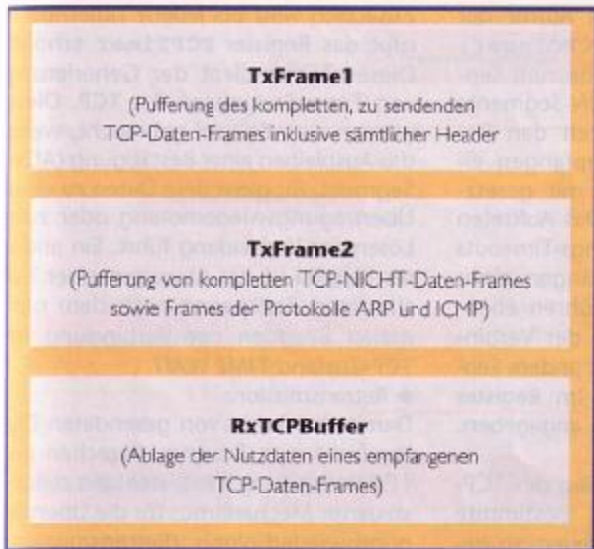 TxFrame1
(Pufferung des kompletten, zu sendenden
TCP-Daten-Frames inklusive sämtlicher Header
TxFrame2
(Pufferung von kompletten TCP-NICHT-Daten-Frames
sowie Frames der Protokolle ARP und ICMP)
RxTCPBuffer
(Ablage der Nutzdaten eines empfangenen
TCP-Daten-Frames)